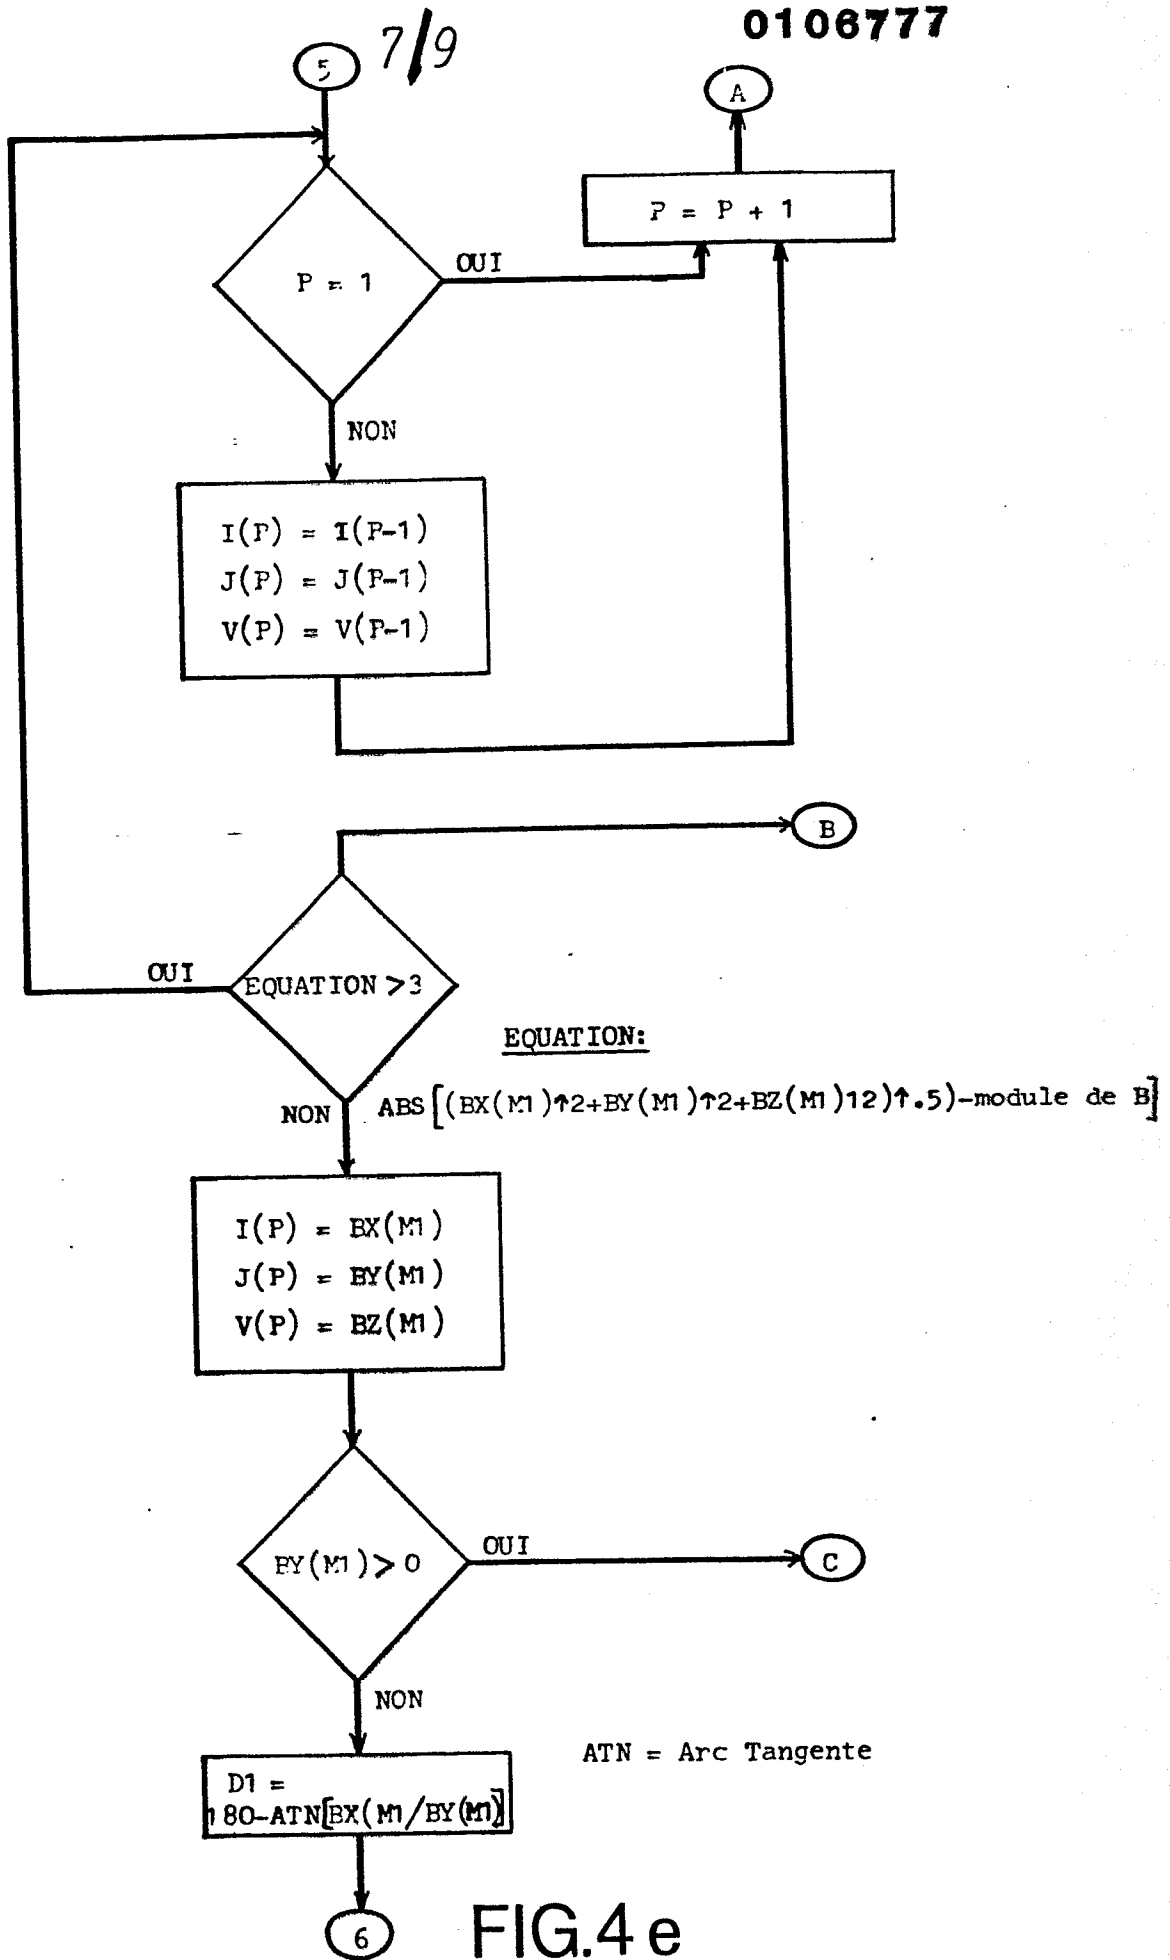 7/9
0106777
5
A
P = P + 1
OUI
P = 1
NON
I(P) = I(P-1)
J(P) = J(P-1)
V(P) = V(P-1)
B
OUI
EQUATION >3
EQUATION:
NON
ABS[(BX(M1)↑2+BY(M1)↑2+BZ(M1)12)↑.5)-module de B]
I(P) = BX(M1)
J(P) = BY(M1)
V(P) = BZ(M1)
BY(M1)> 0
OUI
C
NON
ATN = Arc Tangente
D1 =
180-ATN[BX(M1/BY(M1)]
6
FIG.4 e